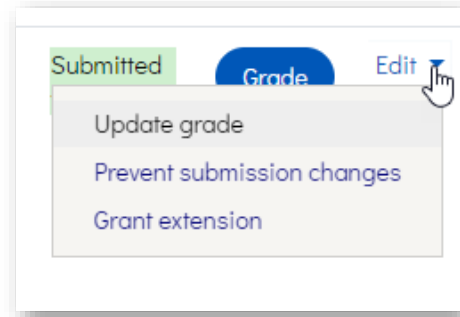 Submitted Grade Edit
Update grade
Prevent submission changes
Grant extension